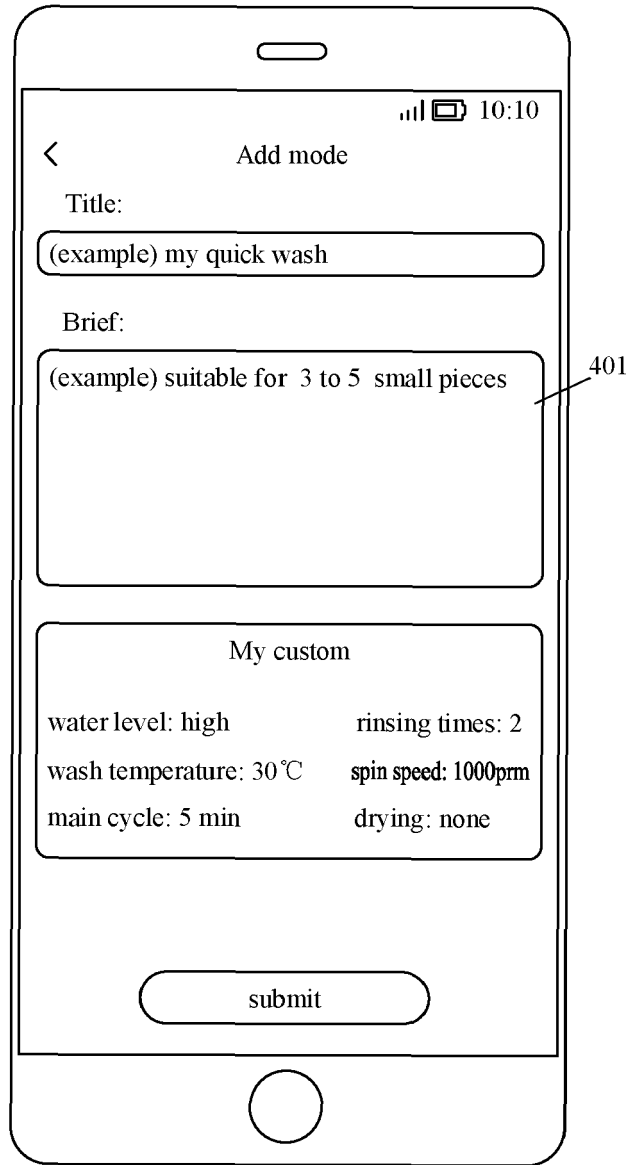 10:10
Add mode
Title:
(example) my quick wash
Brief:
(example) suitable for 3 to 5 small pieces
401
My custom
water level: high rinsing times: 2
wash temperature: 30℃ spin speed: 1000prm
main cycle: 5 min drying: none
submit